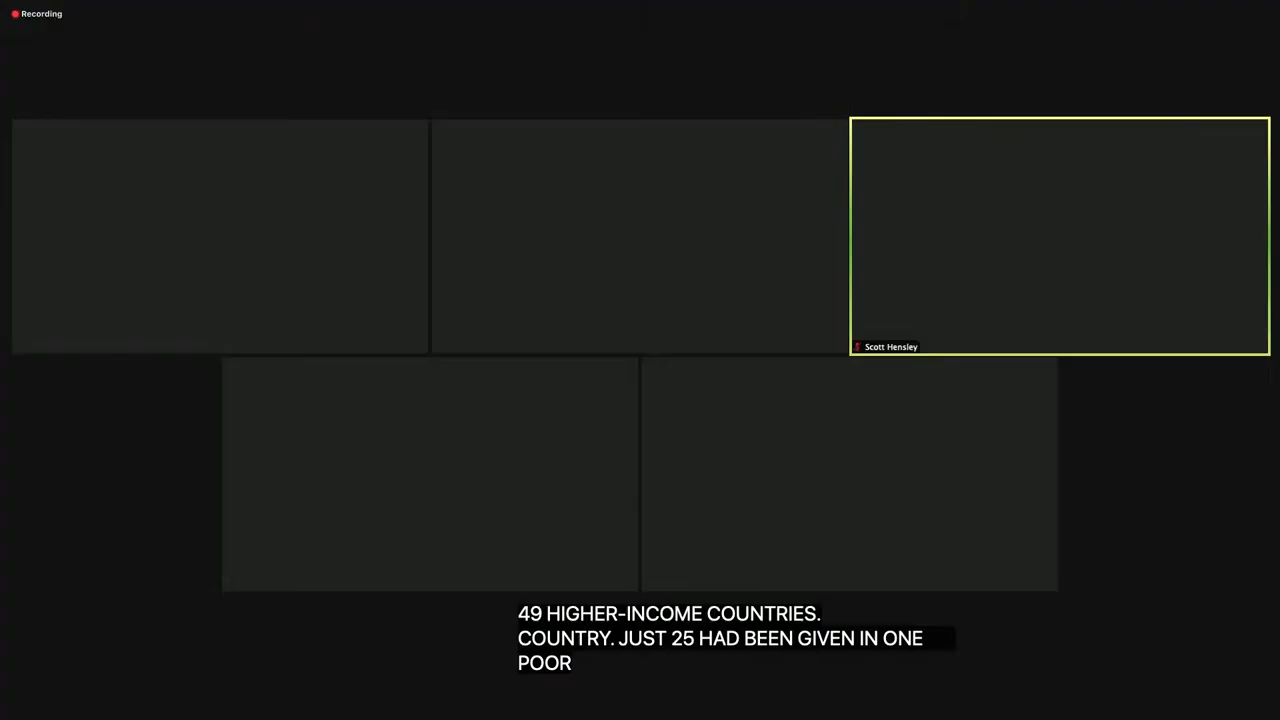 Recording
Scott Hensley
49 HIGHER-INCOME COUNTRIES.
COUNTRY. JUST 25 HAD BEEN GIVEN IN ONE
POOR